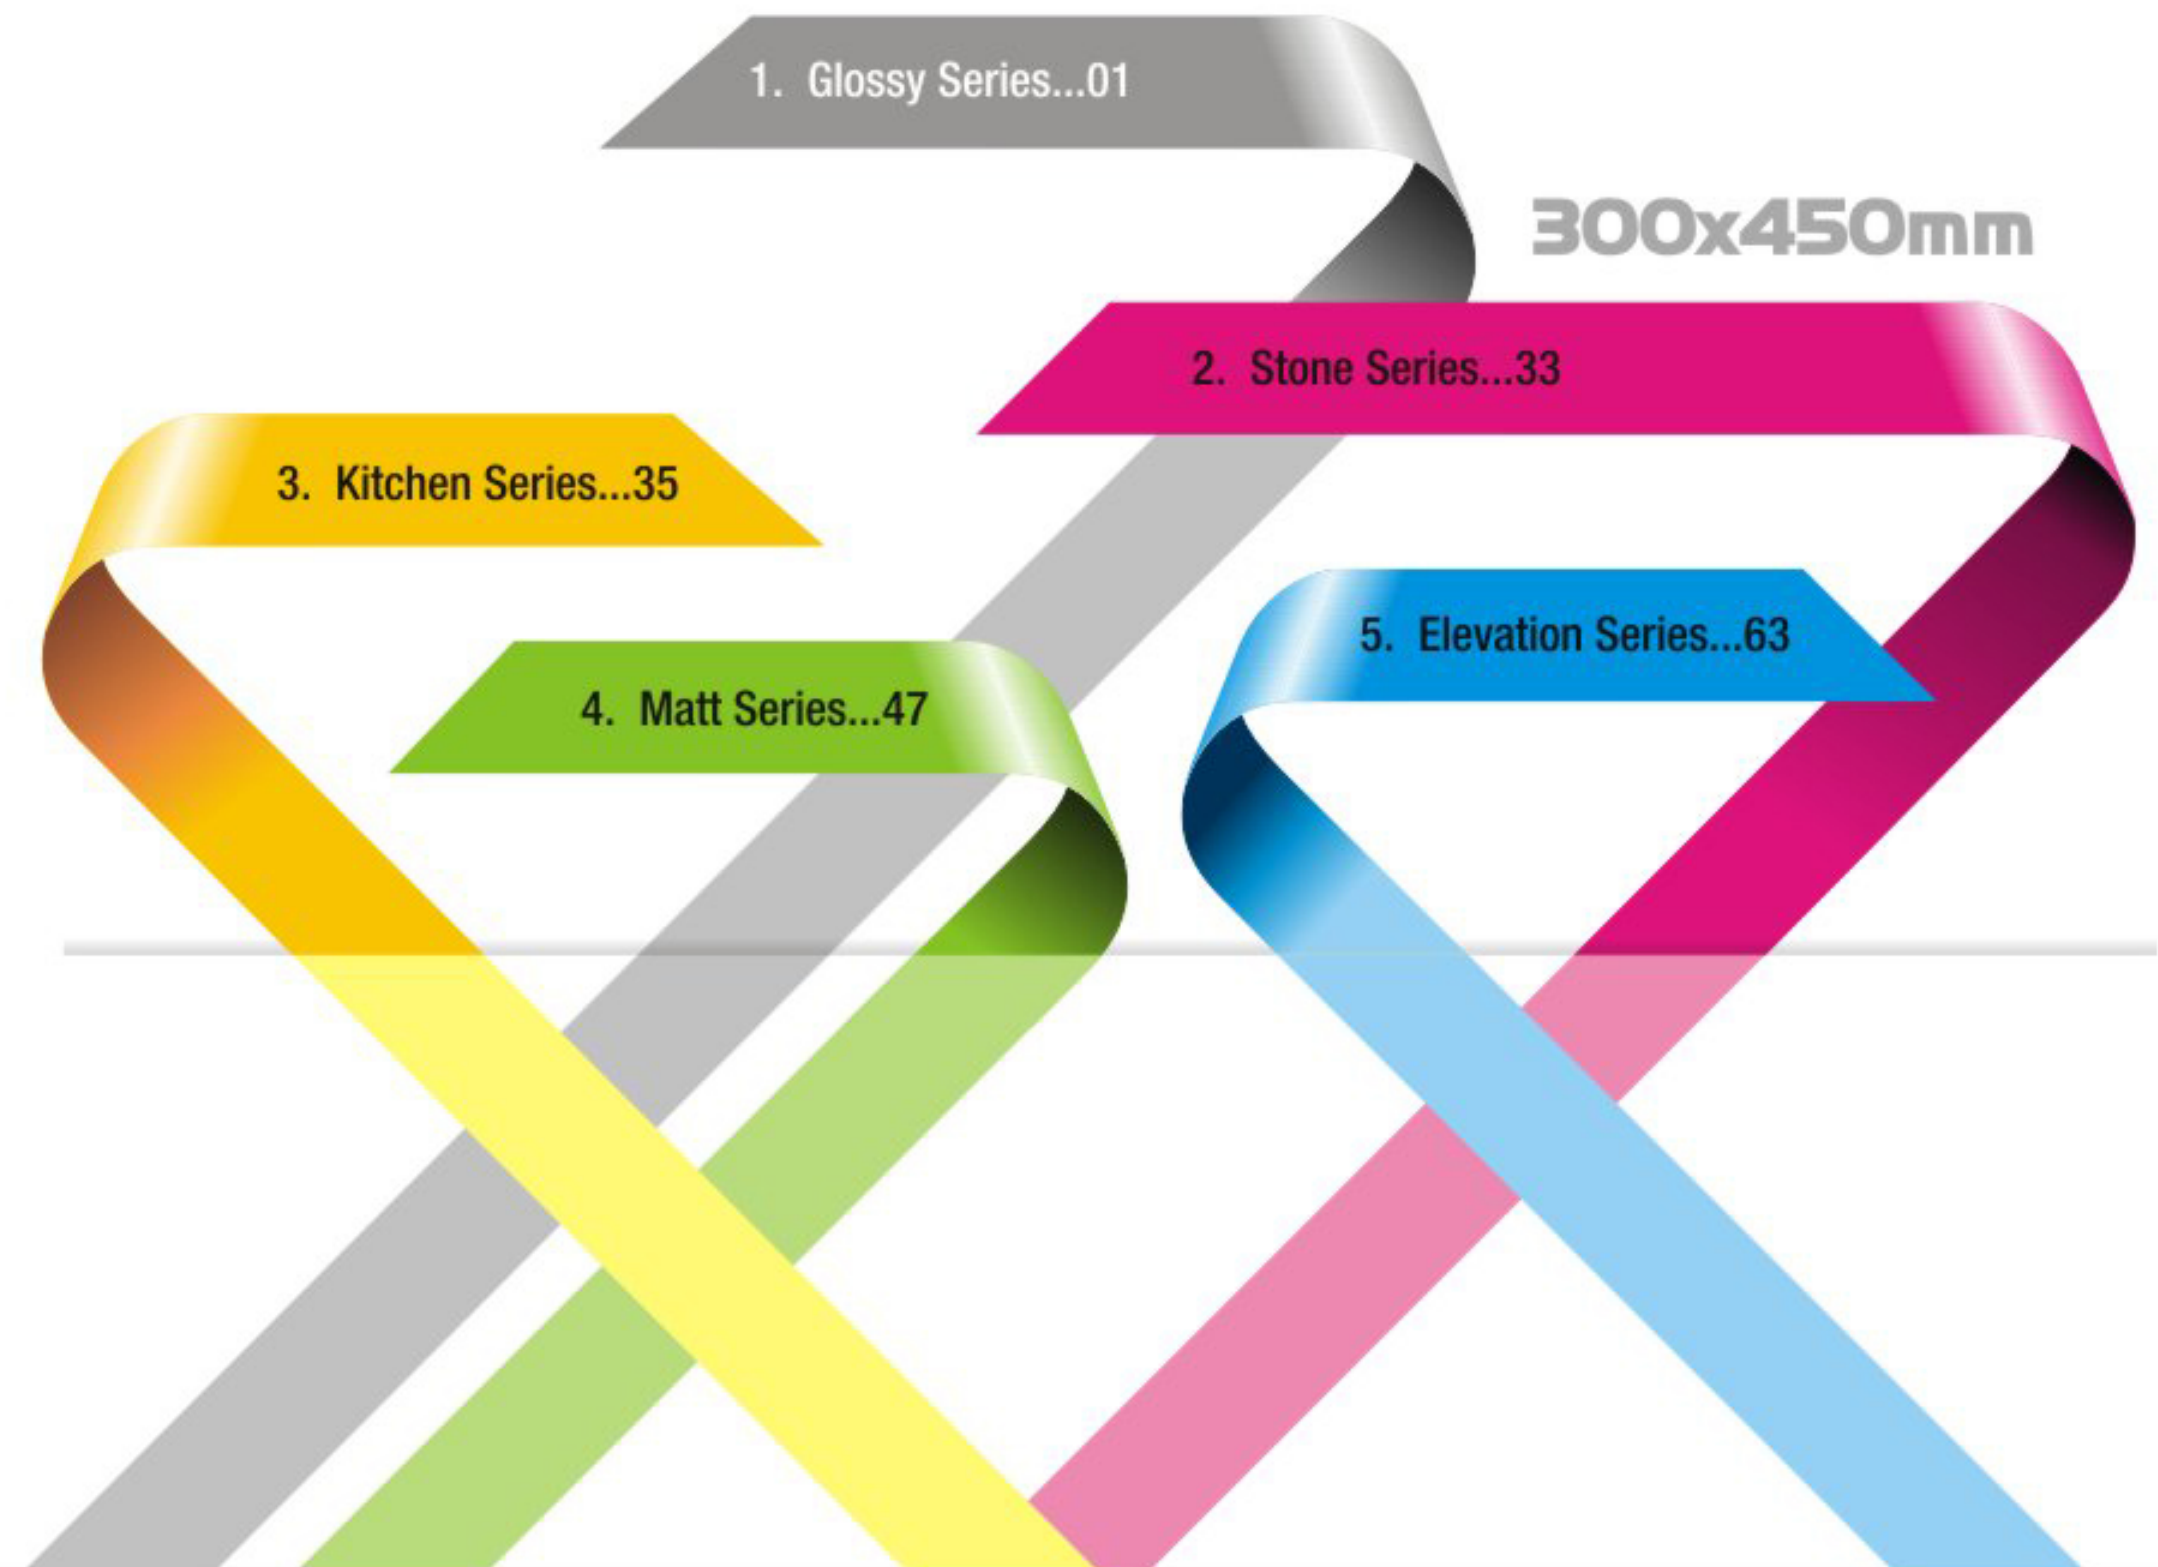 1. Glossy Series...01
300x450mm
2. Stone Series...33
3. Kitchen Series...35
4. Matt Series...47
5. Elevation Series...63